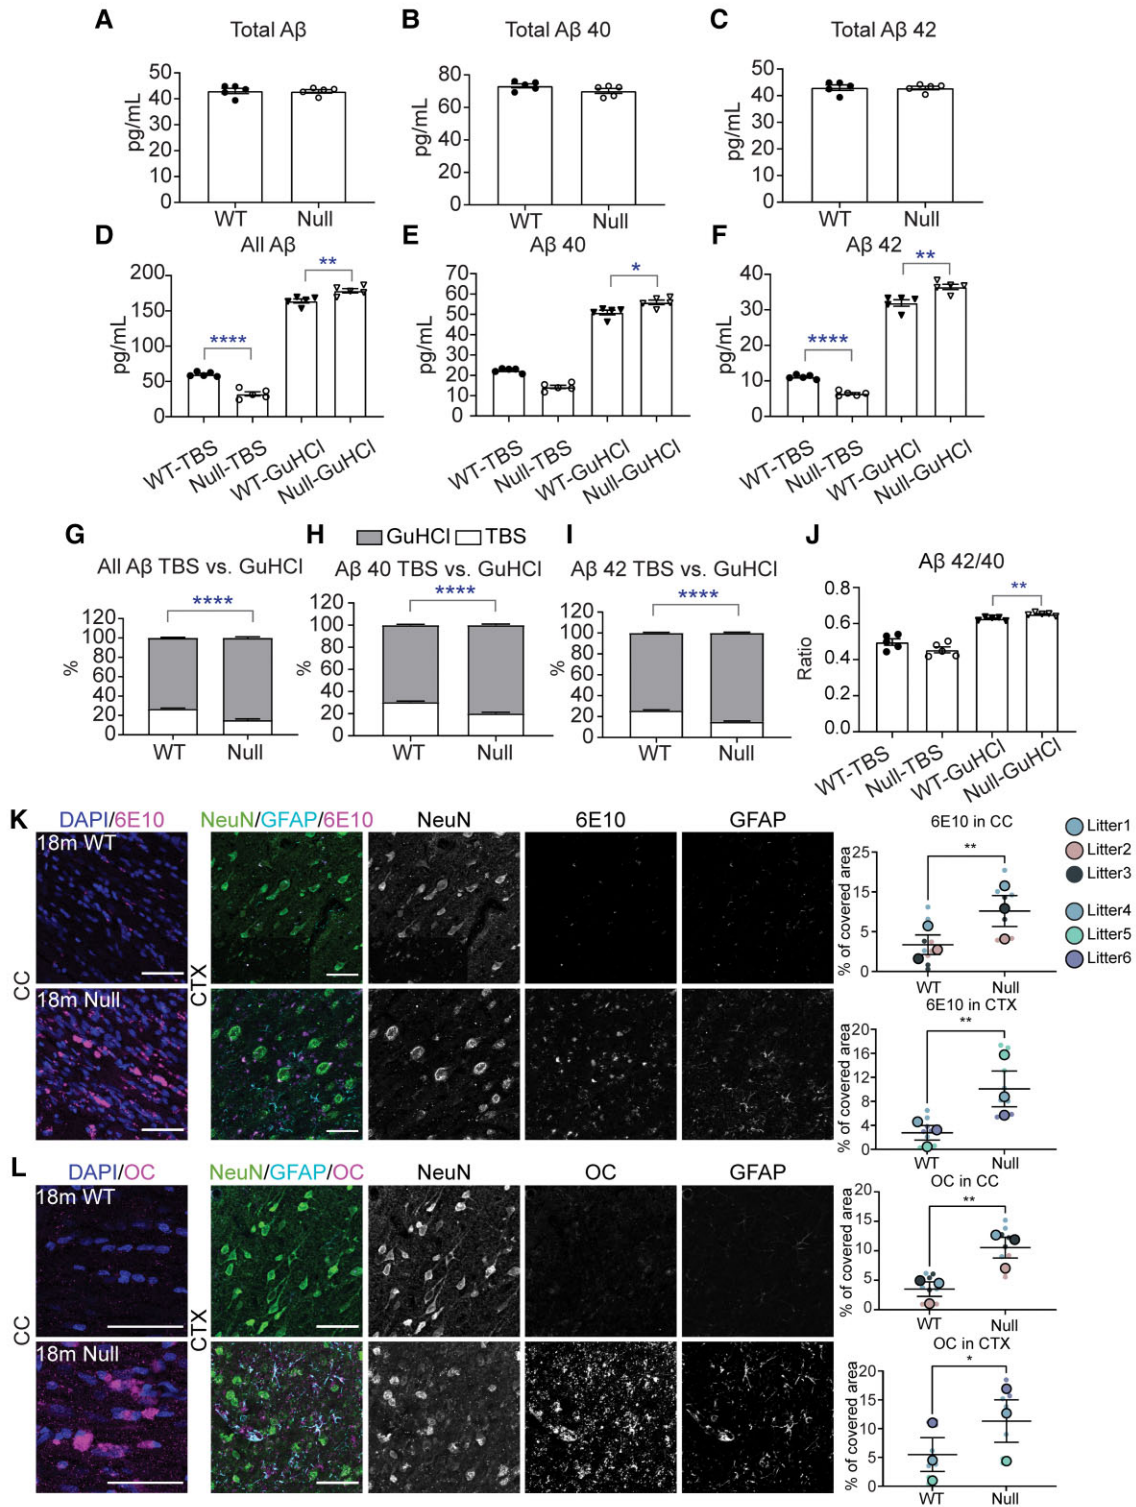 A
Total Aβ
B
Total Aβ 40
C
Total Aβ 42
pg/mL
50
40
30
20
10
0
WT
Null
pg/mL
80
60
40
20
0
WT
Null
pg/mL
50
40
30
20
10
0
WT
Null
D
All Aβ
E
Aβ 40
F
Aβ 42
pg/mL
200
150
100
50
0
****
**
WT-TBS
Null-TBS
WT-GuHCl
Null-GuHCl
pg/mL
70
60
50
40
30
20
10
0
*
WT-TBS
Null-TBS
WT-GuHCl
Null-GuHCl
pg/mL
40
30
20
10
0
****
**
WT-TBS
Null-TBS
WT-GuHCl
Null-GuHCl
G
All Aβ TBS vs. GuHCl
****
%
120
100
80
60
40
20
0
WT
Null
H
GuHCl
TBS
Aβ 40 TBS vs. GuHCl
****
%
120
100
80
60
40
20
0
WT
Null
I
Aβ 42 TBS vs. GuHCl
****
%
120
100
80
60
40
20
0
WT
Null
J
Aβ 42/40
**
Ratio
0.8
0.6
0.4
0.2
0.0
WT-TBS
Null-TBS
WT-GuHCl
Null-GuHCl
K
DAPI/6E10
NeuN/GFAP/6E10
NeuN
6E10
GFAP
18m WT
18m Null
CC
CTX
6E10 in CC
**
% of covered area
25
15
5
5
0
WT
Null
Litter1
Litter2
Litter3
Litter4
Litter5
Litter6
6E10 in CTX
**
% of covered area
20
16
12
8
4
0
WT
Null
L
DAPI/OC
NeuN/GFAP/OC
NeuN
OC
GFAP
18m WT
18m Null
CC
CTX
OC in CC
**
% of covered area
20
15
10
5
0
WT
Null
OC in CTX
*
% of covered area
20
15
10
5
0
WT
Null